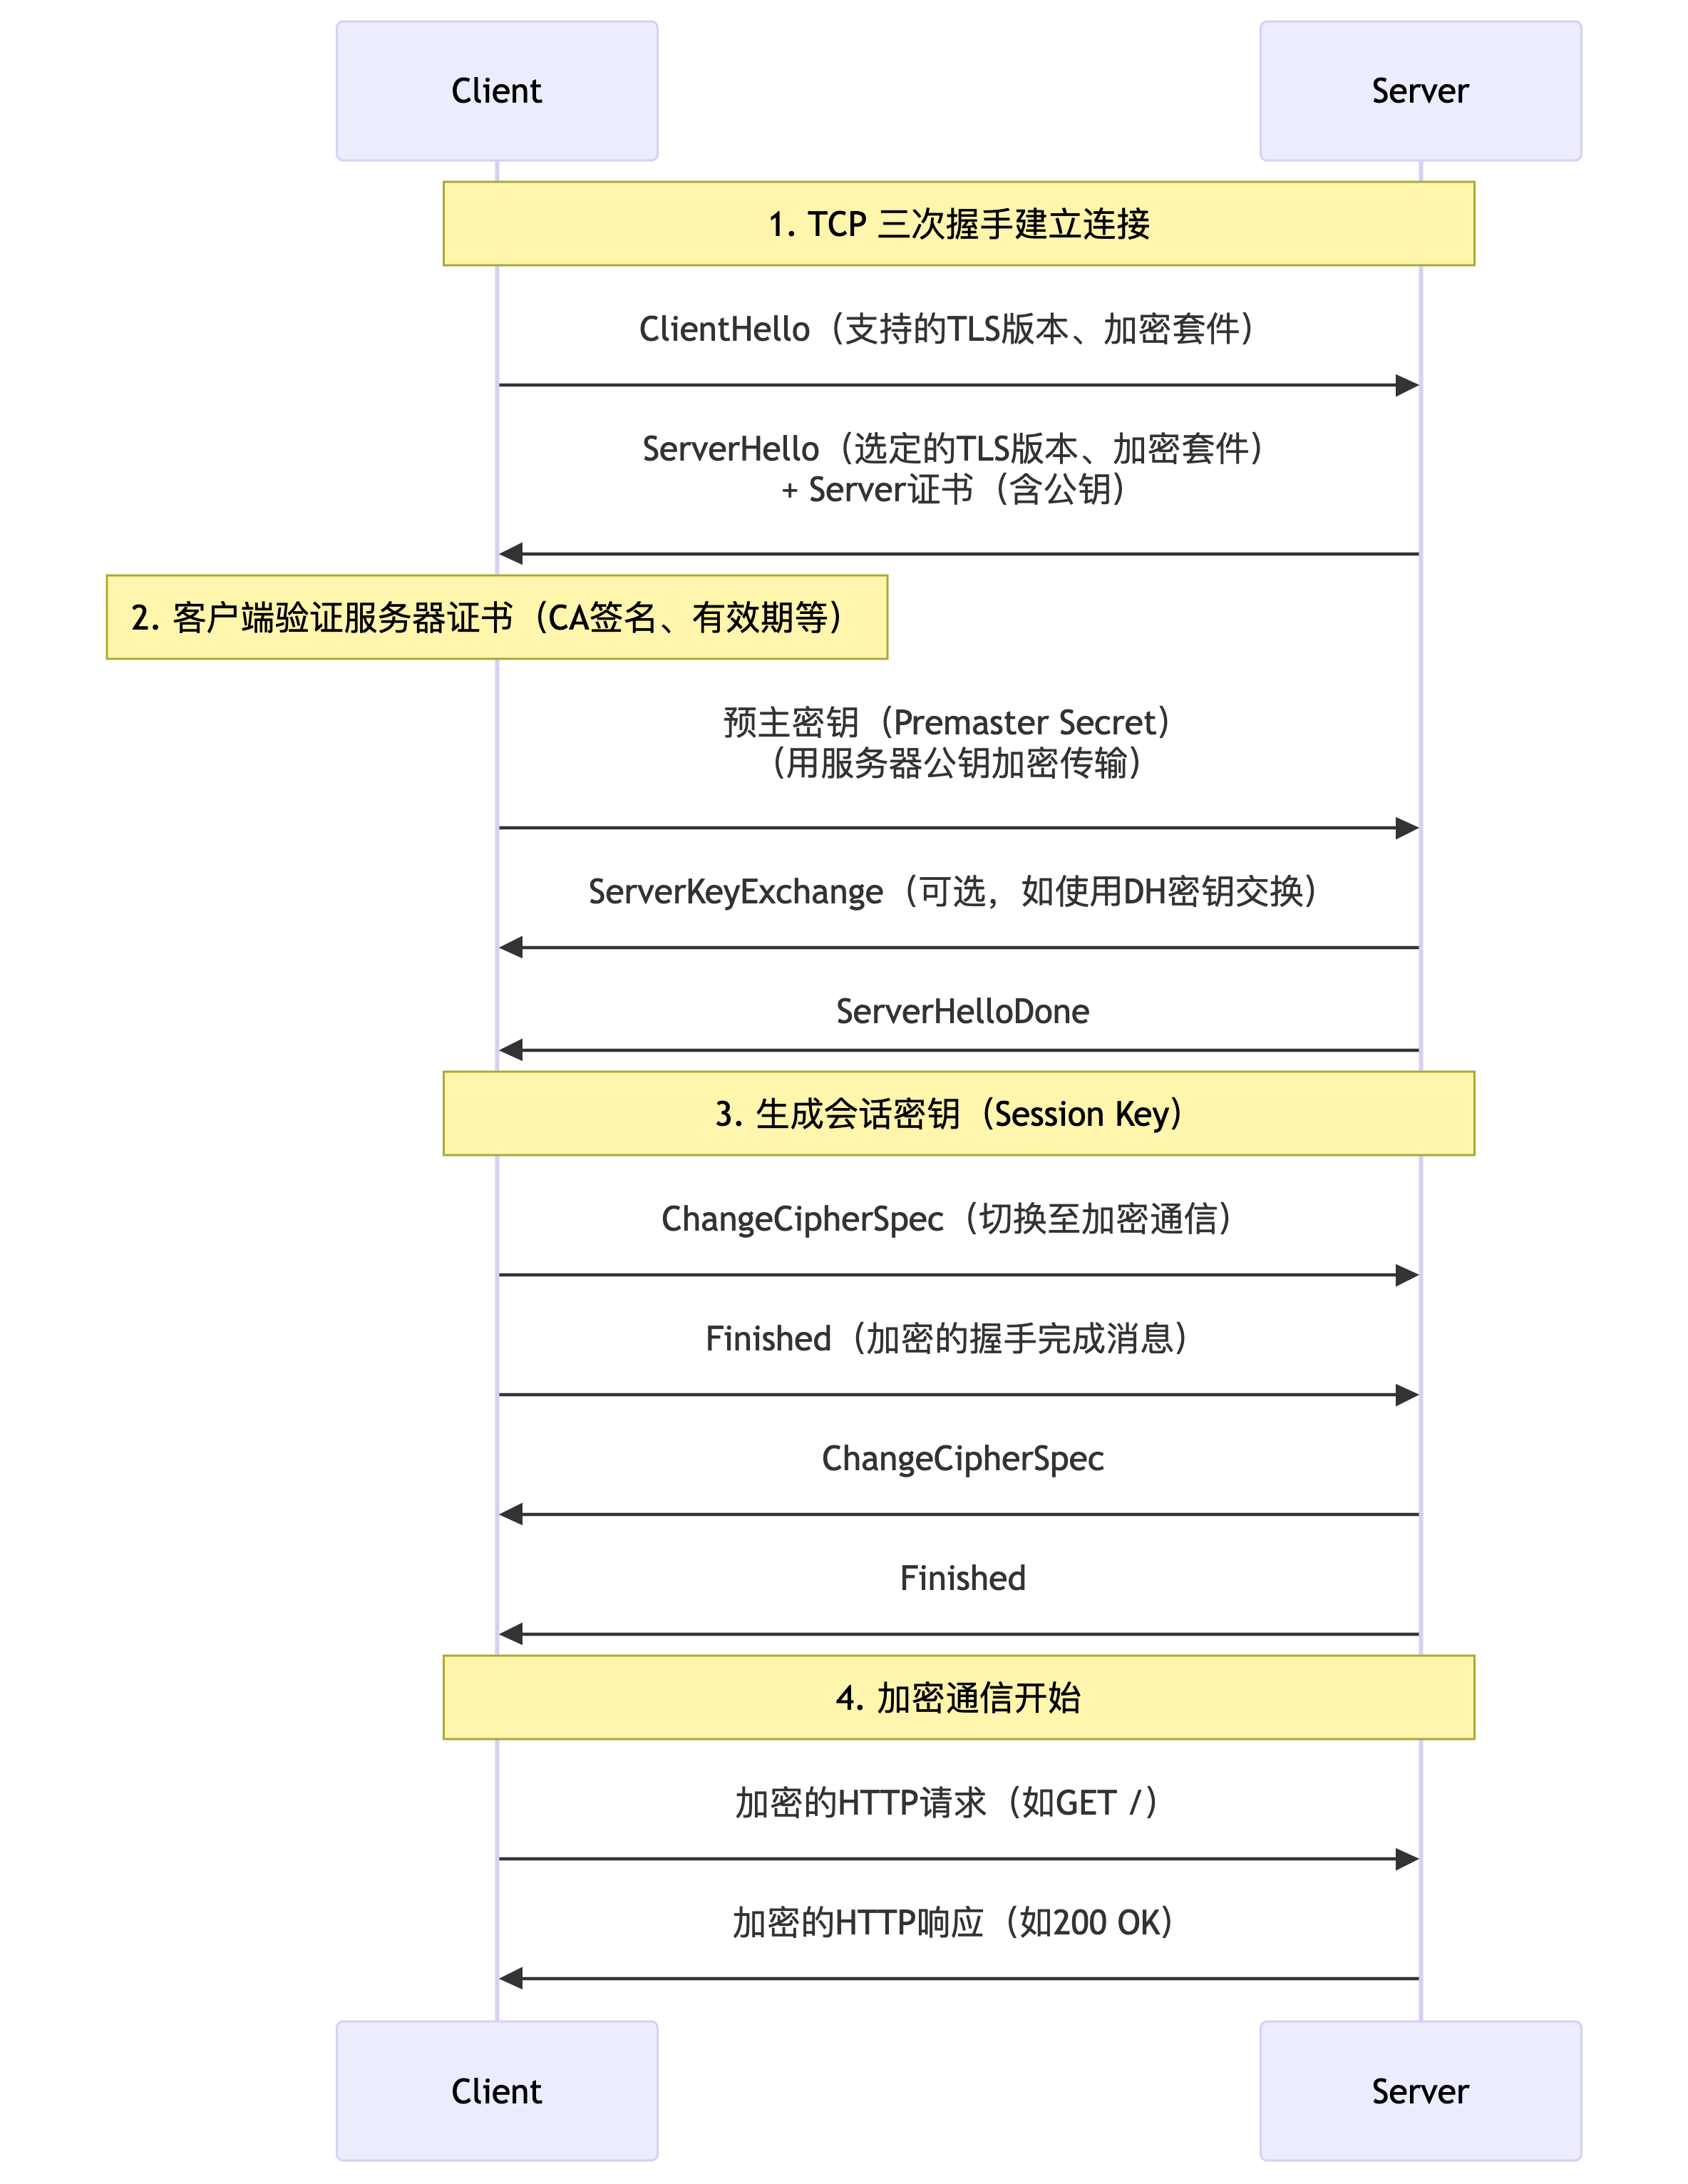 Client
Server
1. TCP 三次握手建立连接
ClientHello（支持的TLS版本、加密套件）
ServerHello（选定的TLS版本、加密套件）
+ Server证书（含公钥）
2. 客户端验证服务器证书（CA签名、有效期等）
预主密钥（Premaster Secret）
（用服务器公钥加密传输）
ServerKeyExchange（可选，如使用DH密钥交换）
ServerHelloDone
3. 生成会话密钥（Session Key）
ChangeCipherSpec（切换至加密通信）
Finished（加密的握手完成消息）
ChangeCipherSpec
Finished
4. 加密通信开始
加密的HTTP请求（如GET /）
加密的HTTP响应（如200 OK）
Client
Server